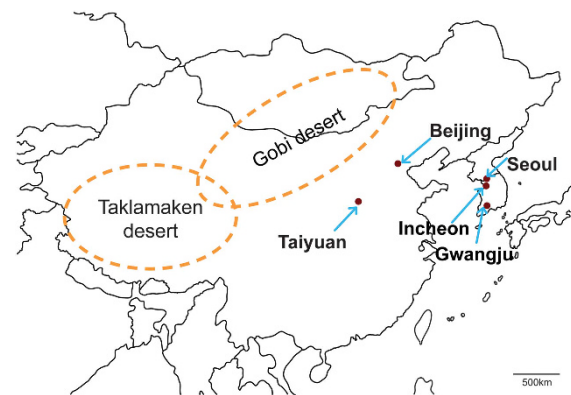 Gobi desert
Beijing
Seoul
Taklamaken
desert
Taiyuan
Incheon
Gwangju
500km